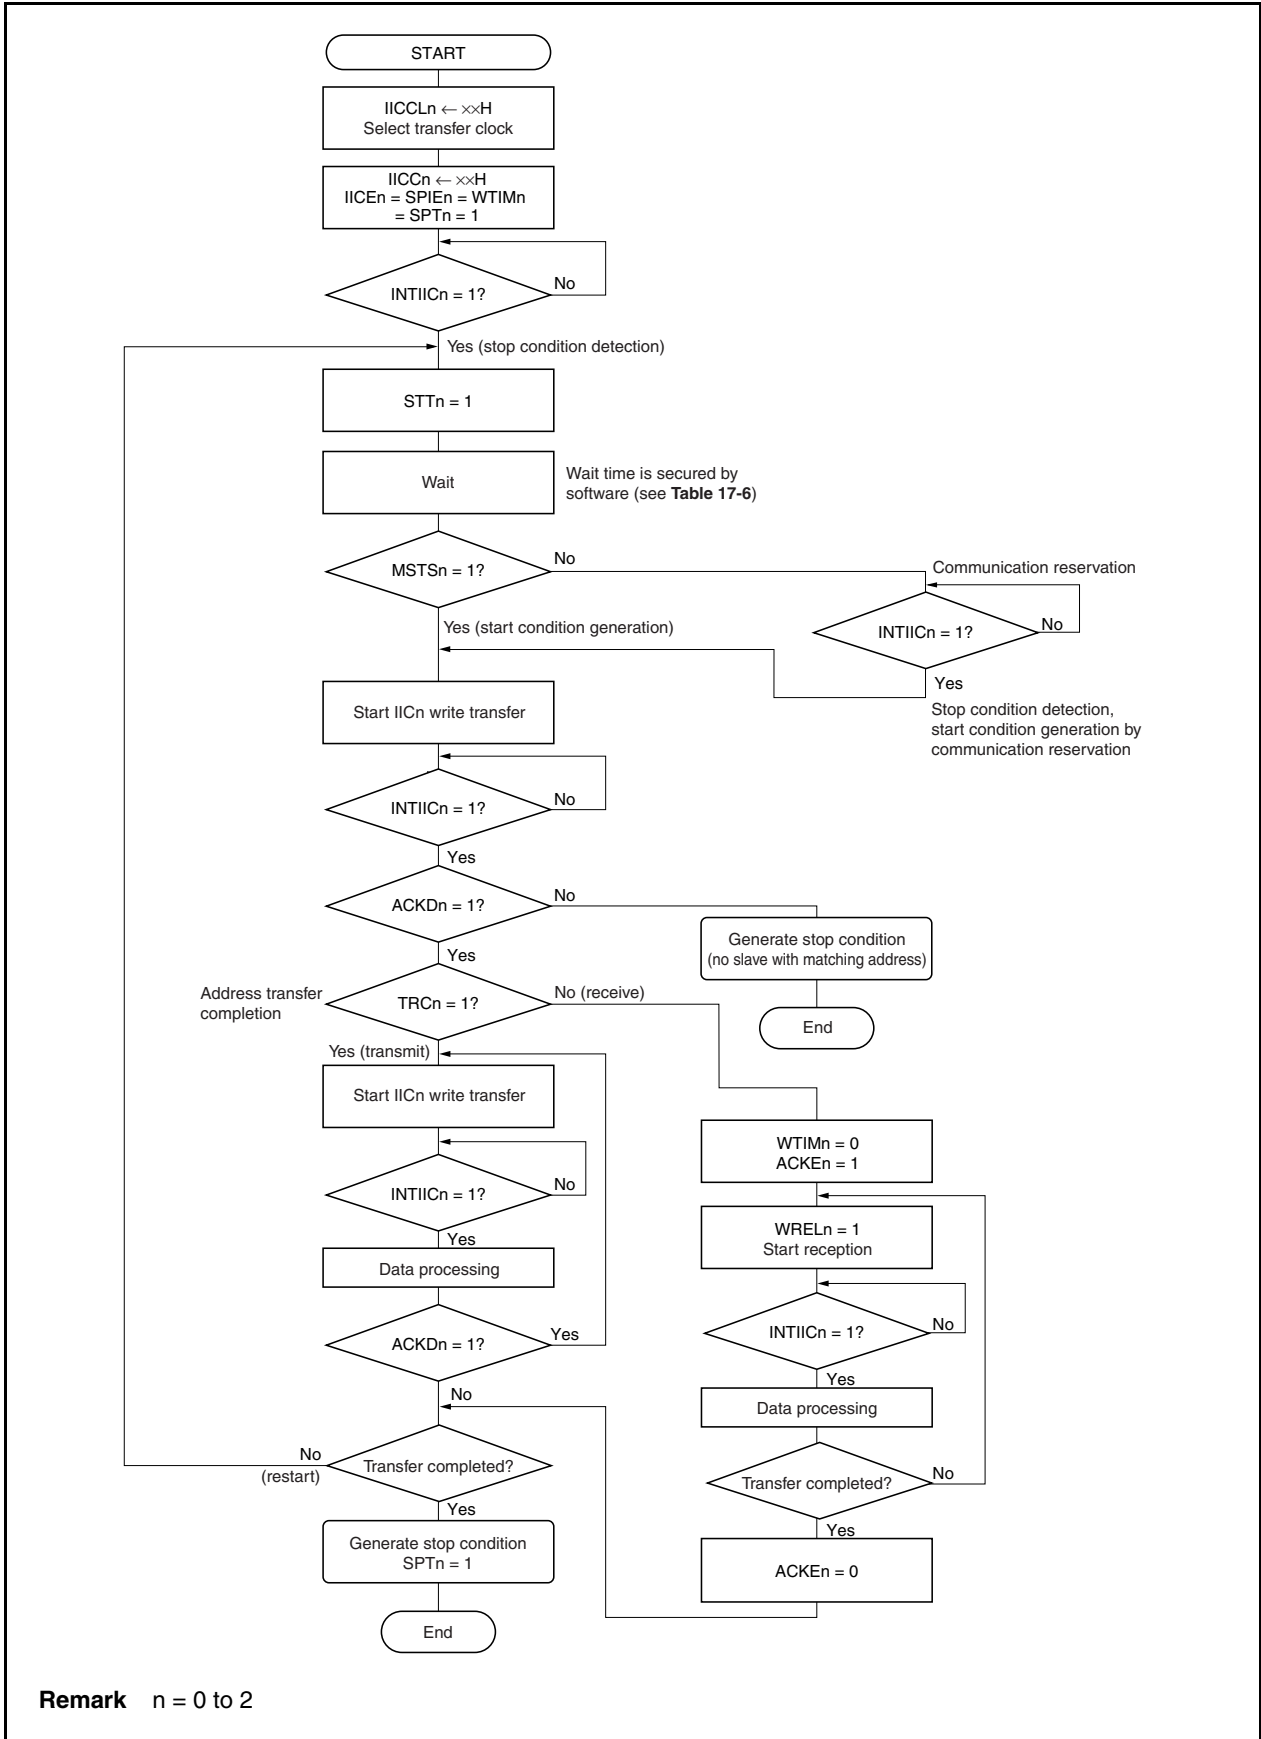 START
IICCLn ← ××H
Select transfer clock
IICCn ← ××H
IICEn = SPIEn = WTIMn
= SPTn = 1
INTIICn = 1?
No
Yes (stop condition detection)
STTn = 1
Wait
Wait time is secured by
software (see Table 17-6)
MSTSn = 1?
No
Communication reservation
INTIICn = 1?
No
Yes (start condition generation)
Yes
Stop condition detection,
start condition generation by
communication reservation
Start IICn write transfer
INTIICn = 1?
No
Yes
ACKDn = 1?
No
Generate stop condition
(no slave with matching address)
End
Yes
Address transfer
completion
TRCn = 1?
No (receive)
Yes (transmit)
Start IICn write transfer
INTIICn = 1?
No
Yes
Data processing
ACKDn = 1?
Yes
No
WTIMn = 0
ACKEn = 1
WRELn = 1
Start reception
INTIICn = 1?
No
Yes
Data processing
Transfer completed?
No
Yes
ACKEn = 0
No
(restart)
Transfer completed?
Yes
Generate stop condition
SPTn = 1
End
Remark n = 0 to 2